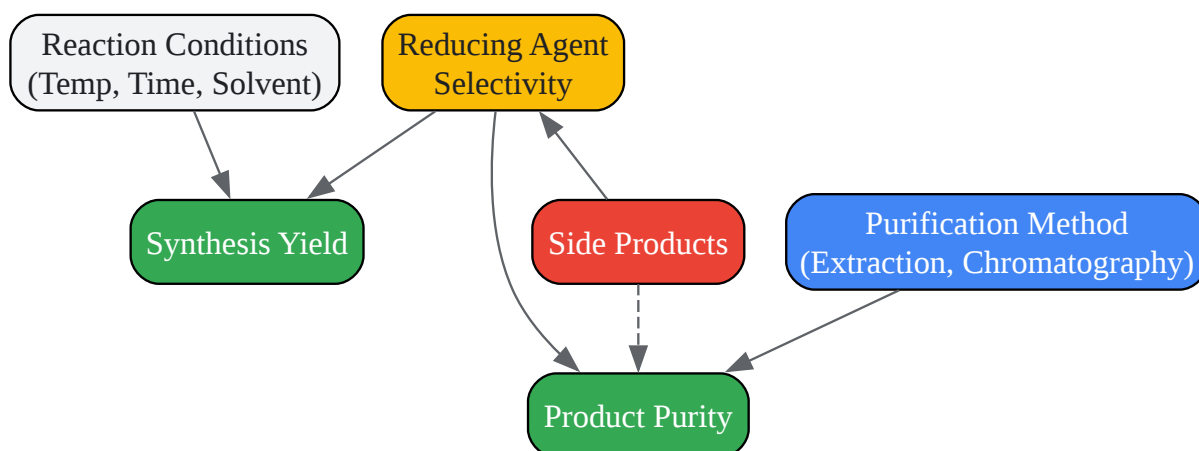 Reaction Conditions
(Temp, Time, Solvent)
Reducing Agent
Selectivity
Synthesis Yield
Side Products
Purification Method
(Extraction, Chromatography)
Product Purity